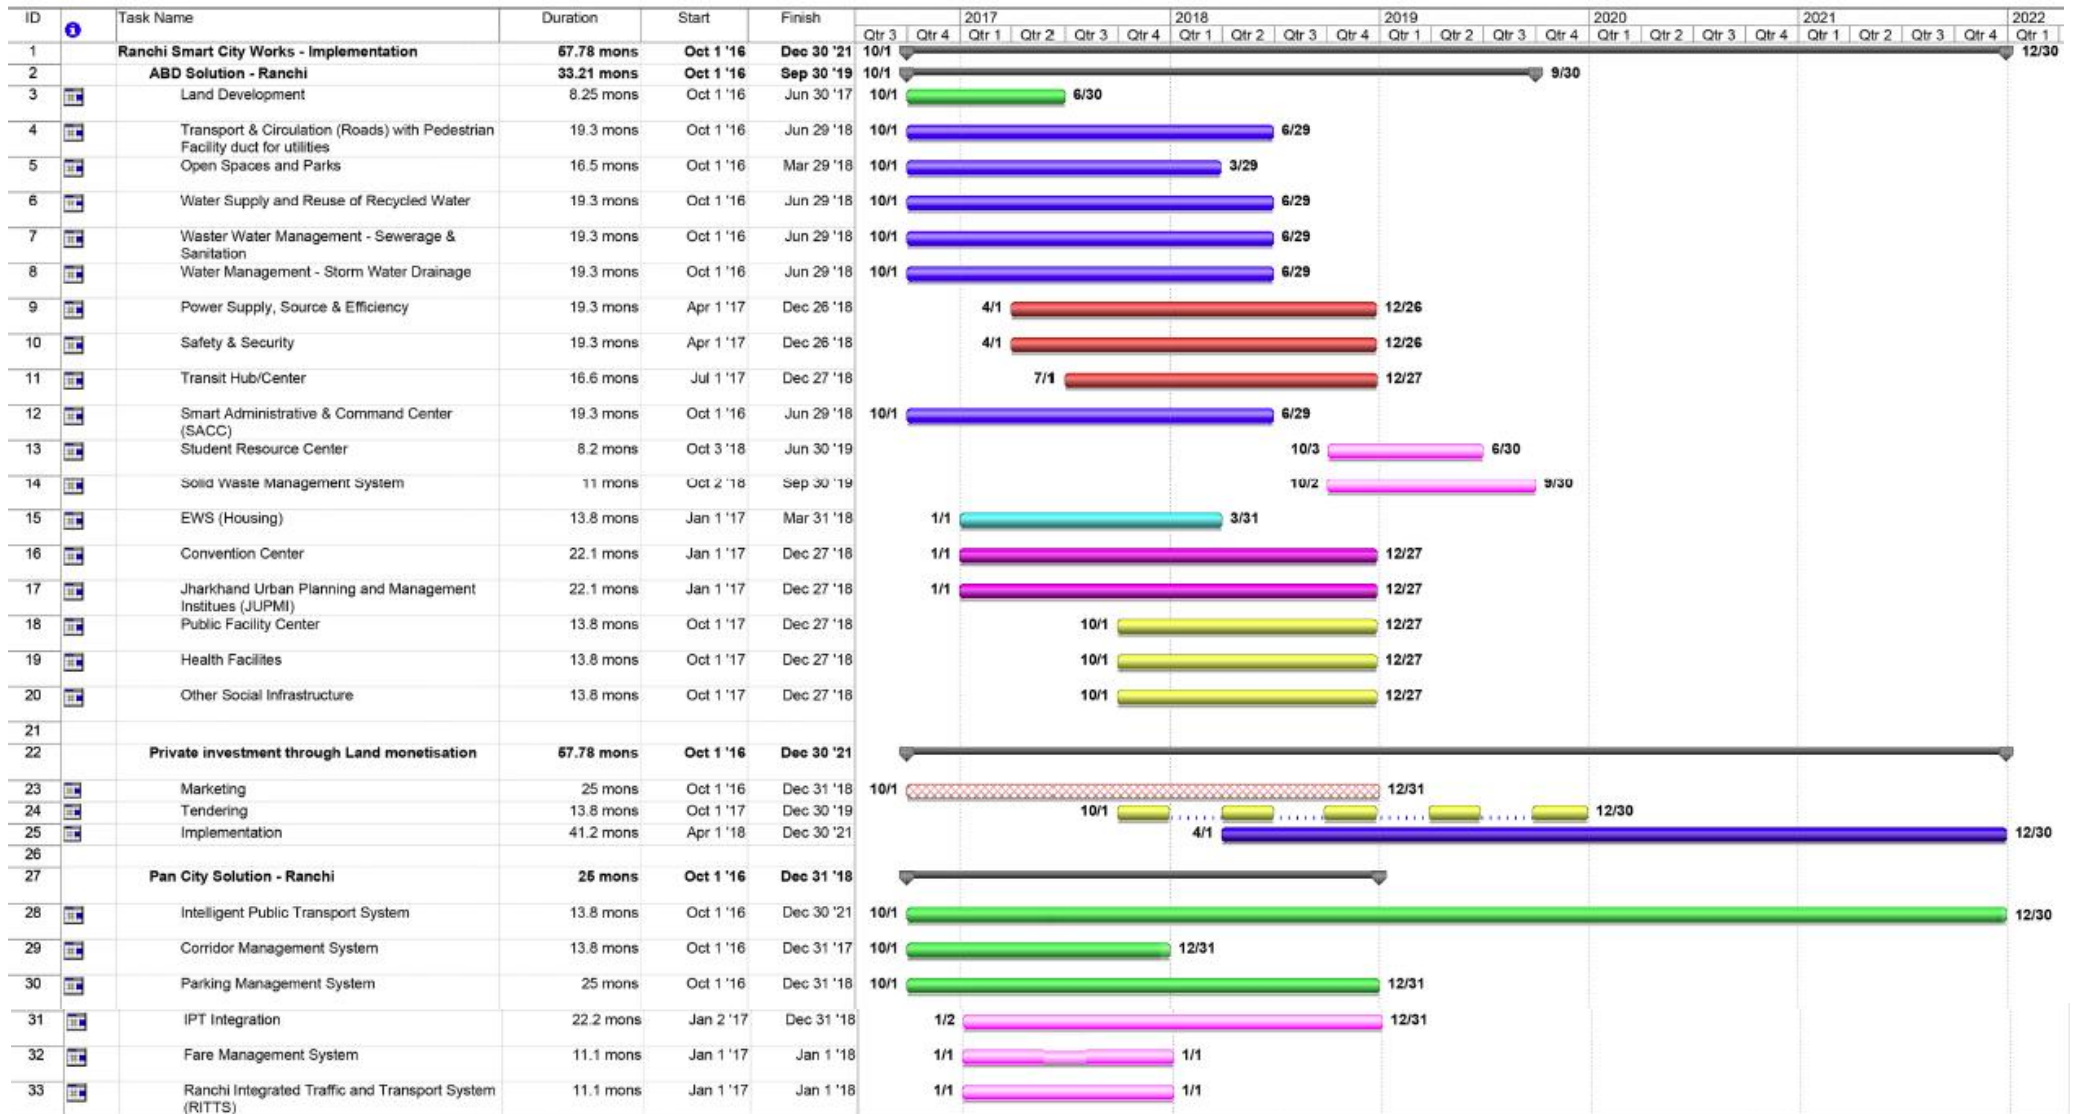 ID Task Name Duration Start Finish 2017 2018 2019 2020 2021 2022
Qtr 3 Qtr 4 Qtr 1 Qtr 2 Qtr 3 Qtr 4 Qtr 1 Qtr 2 Qtr 3 Qtr 4 Qtr 1 Qtr 2 Qtr 3 Qtr 4 Qtr 1 Qtr 2 Qtr 3 Qtr 4 Qtr 1 Qtr 2 Qtr 3 Qtr 4 Qtr 1
1 Ranchi Smart City Works - Implementation 57.78 mons Oct 1 '16 Dec 30 '21 10/1 12/30
2 ABD Solution - Ranchi 33.21 mons Oct 1 '16 Sep 30 '19 10/1 9/30
3 Land Development 8.25 mons Oct 1 '16 Jun 30 '17 10/1 6/30
4 Transport & Circulation (Roads) with Pedestrian 19.3 mons Oct 1 '16 Jun 29 '18 10/1 6/29
Facility duct for utilities
5 Open Spaces and Parks 16.5 mons Oct 1 '16 Mar 29 '18 10/1 3/29
6 Water Supply and Reuse of Recycled Water 19.3 mons Oct 1 '16 Jun 29 '18 10/1 6/29
7 Waster Water Management - Sewerage & 19.3 mons Oct 1 '16 Jun 29 '18 10/1 6/29
Sanitation
8 Water Management - Storm Water Drainage 19.3 mons Oct 1 '16 Jun 29 '18 10/1 6/29
9 Power Supply, Source & Efficiency 19.3 mons Apr 1 '17 Dec 26 '18 4/1 12/26
10 Safety & Security 19.3 mons Apr 1 '17 Dec 26 '18 4/1 12/26
11 Transit Hub/Center 16.6 mons Jul 1 '17 Dec 27 '18 7/1 12/27
12 Smart Administrative & Command Center 19.3 mons Oct 1 '16 Jun 29 '18 10/1 6/29
(SACC)
13 Student Resource Center 8.2 mons Oct 3 '18 Jun 30 '19 10/3 6/30
14 Solid Waste Management System 11 mons Oct 2 '18 Sep 30 '19 10/2 9/30
15 EWS (Housing) 13.8 mons Jan 1 '17 Mar 31 '18 1/1 3/31
16 Convention Center 22.1 mons Jan 1 '17 Dec 27 '18 1/1 12/27
17 Jharkhand Urban Planning and Management 22.1 mons Jan 1 '17 Dec 27 '18 1/1 12/27
Institues (JUPMI)
18 Public Facility Center 13.8 mons Oct 1 '17 Dec 27 '18 10/1 12/27
19 Health Facilites 13.8 mons Oct 1 '17 Dec 27 '18 10/1 12/27
20 Other Social Infrastructure 13.8 mons Oct 1 '17 Dec 27 '18 10/1 12/27
21
22 Private investment through Land monetisation 57.78 mons Oct 1 '16 Dec 30 '21
23 Marketing 25 mons Oct 1 '16 Dec 31 '18 10/1 12/31
24 Tendering 13.8 mons Oct 1 '17 Dec 30 '19 10/1 12/30
25 Implementation 41.2 mons Apr 1 '18 Dec 30 '21 4/1 12/30
26
27 Pan City Solution - Ranchi 25 mons Oct 1 '16 Dec 31 '18
28 Intelligent Public Transport System 13.8 mons Oct 1 '16 Dec 30 '21 10/1 12/30
29 Corridor Management System 13.8 mons Oct 1 '16 Dec 31 '17 10/1 12/31
30 Parking Management System 25 mons Oct 1 '16 Dec 31 '18 10/1 12/31
31 IPT Integration 22.2 mons Jan 2 '17 Dec 31 '18 1/2 12/31
32 Fare Management System 11.1 mons Jan 1 '17 Jan 1 '18 1/1 1/1
33 Ranchi Integrated Traffic and Transport System 11.1 mons Jan 1 '17 Jan 1 '18 1/1 1/1
(RITTS)